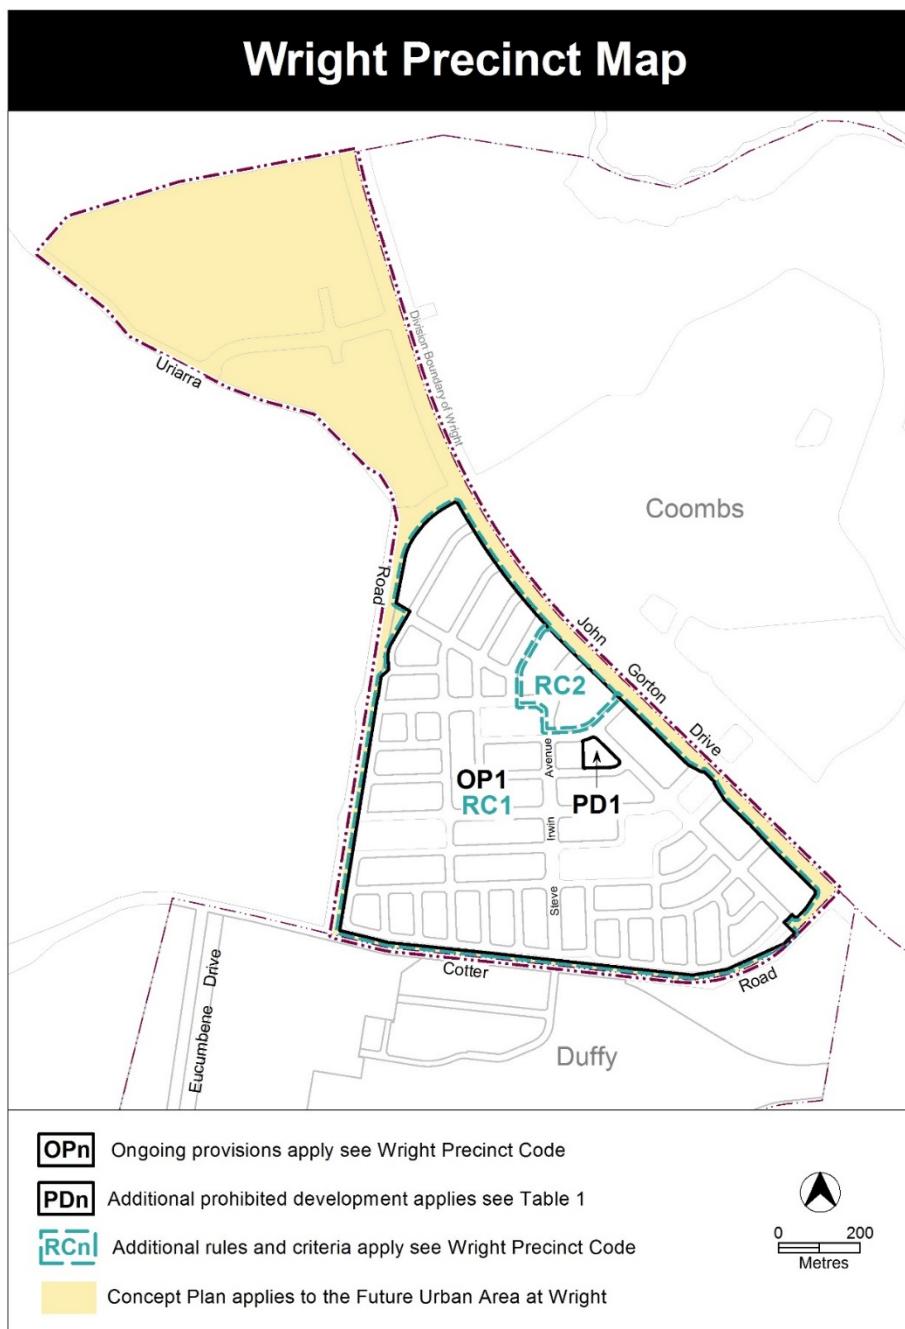 Wright Precinct Map
Division Boundary of Wright
Uriarra
Coombs
Road
John
Gorton
Drive
RC2
Avenue
OP1
RC1
PD1
Irwin
Steve
Cotter
Road
Eucumbene Drive
Duffy
OPn Ongoing provisions apply see Wright Precinct Code
PDn Additional prohibited development applies see Table 1
RCn Additional rules and criteria apply see Wright Precinct Code
Concept Plan applies to the Future Urban Area at Wright
0 200
Metres